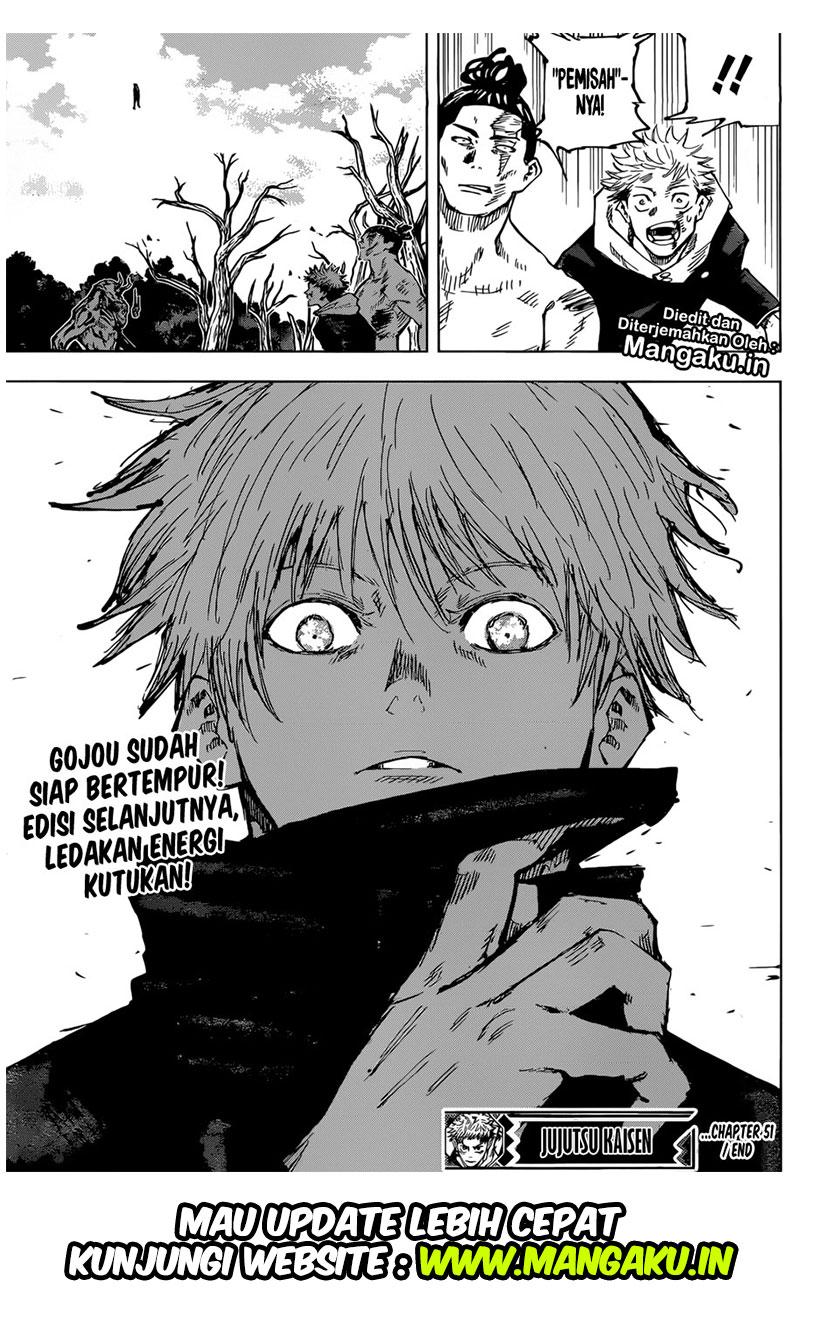 "PEMISAH"-
NYA!
!!
Diedit dan
Diterjemahkan Oleh :
Mangaku.in
GOJOU SUDAH
SIAP BERTEMPUR!
EDISI SELANJUTNYA,
LEDAKAN ENERGI
KUTUKAN!
JUJUTSU KAISEN
...CHAPTER 51
/ END
MAU UPDATE LEBIH CEPAT
KUNJUNGI WEBSITE : WWW.MANGAKU.IN